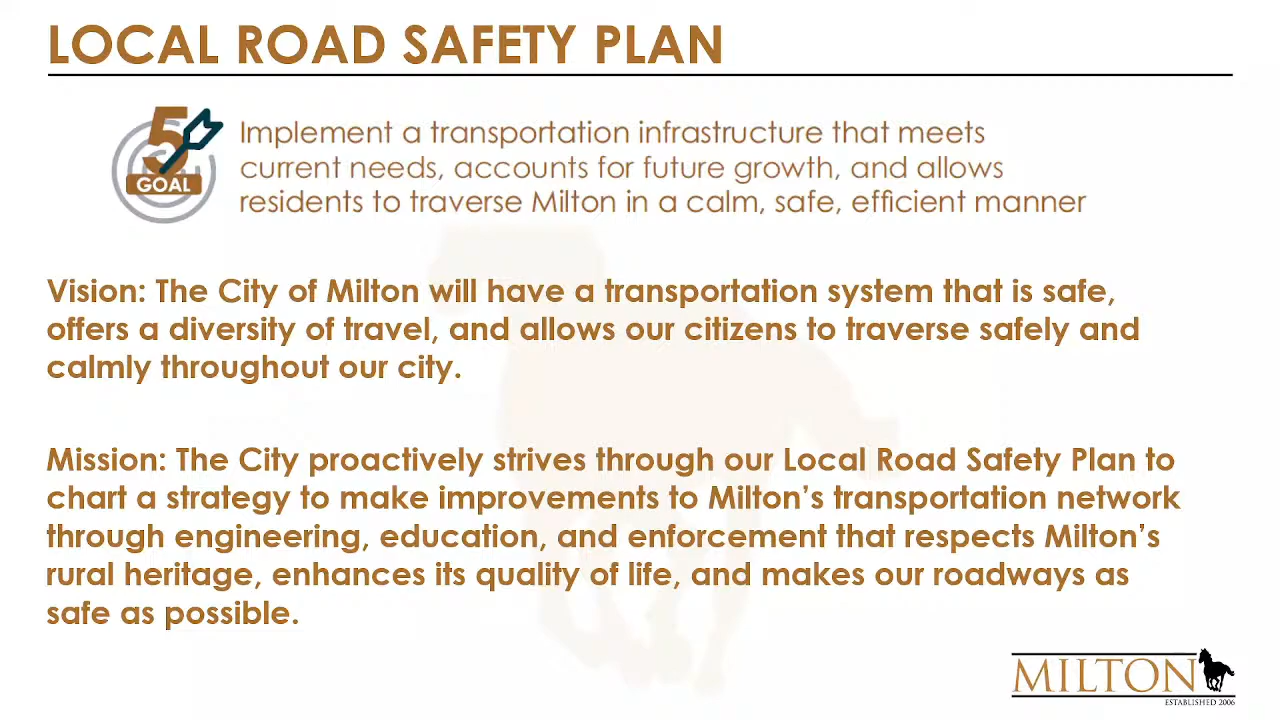 LOCAL ROAD SAFETY PLAN
5
GOAL
Implement a transportation infrastructure that meets
current needs, accounts for future growth, and allows
residents to traverse Milton in a calm, safe, efficient manner
Vision: The City of Milton will have a transportation system that is safe,
offers a diversity of travel, and allows our citizens to traverse safely and
calmly throughout our city.
Mission: The City proactively strives through our Local Road Safety Plan to
chart a strategy to make improvements to Milton’s transportation network
through engineering, education, and enforcement that respects Milton’s
rural heritage, enhances its quality of life, and makes our roadways as
safe as possible.
MILTON
ESTABLISHED 2006